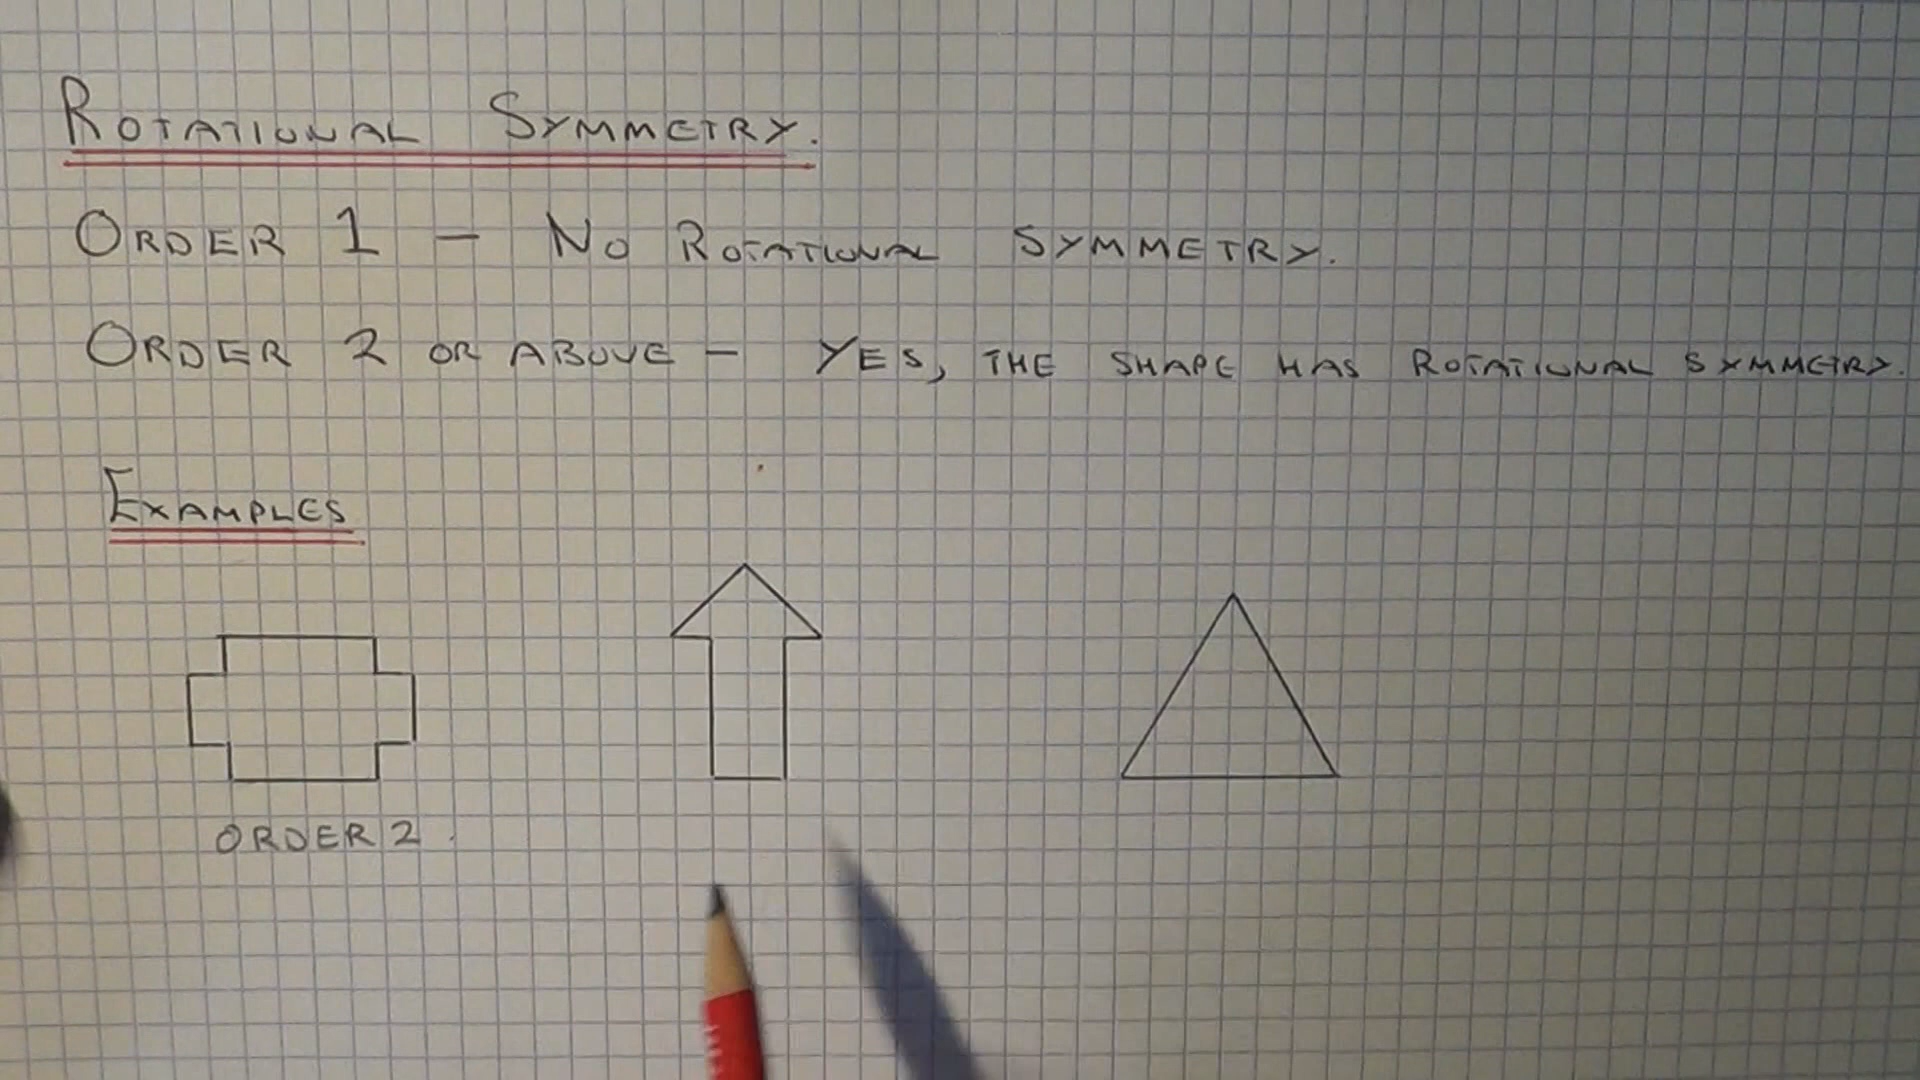 ROTATIONAL SYMMETRY.
ORDER 1 - NO ROTATIONAL SYMMETRY.
ORDER 2 OR ABOVE - YES, THE SHAPE HAS ROTATIONAL SYMMETRY.
EXAMPLES
ORDER 2.